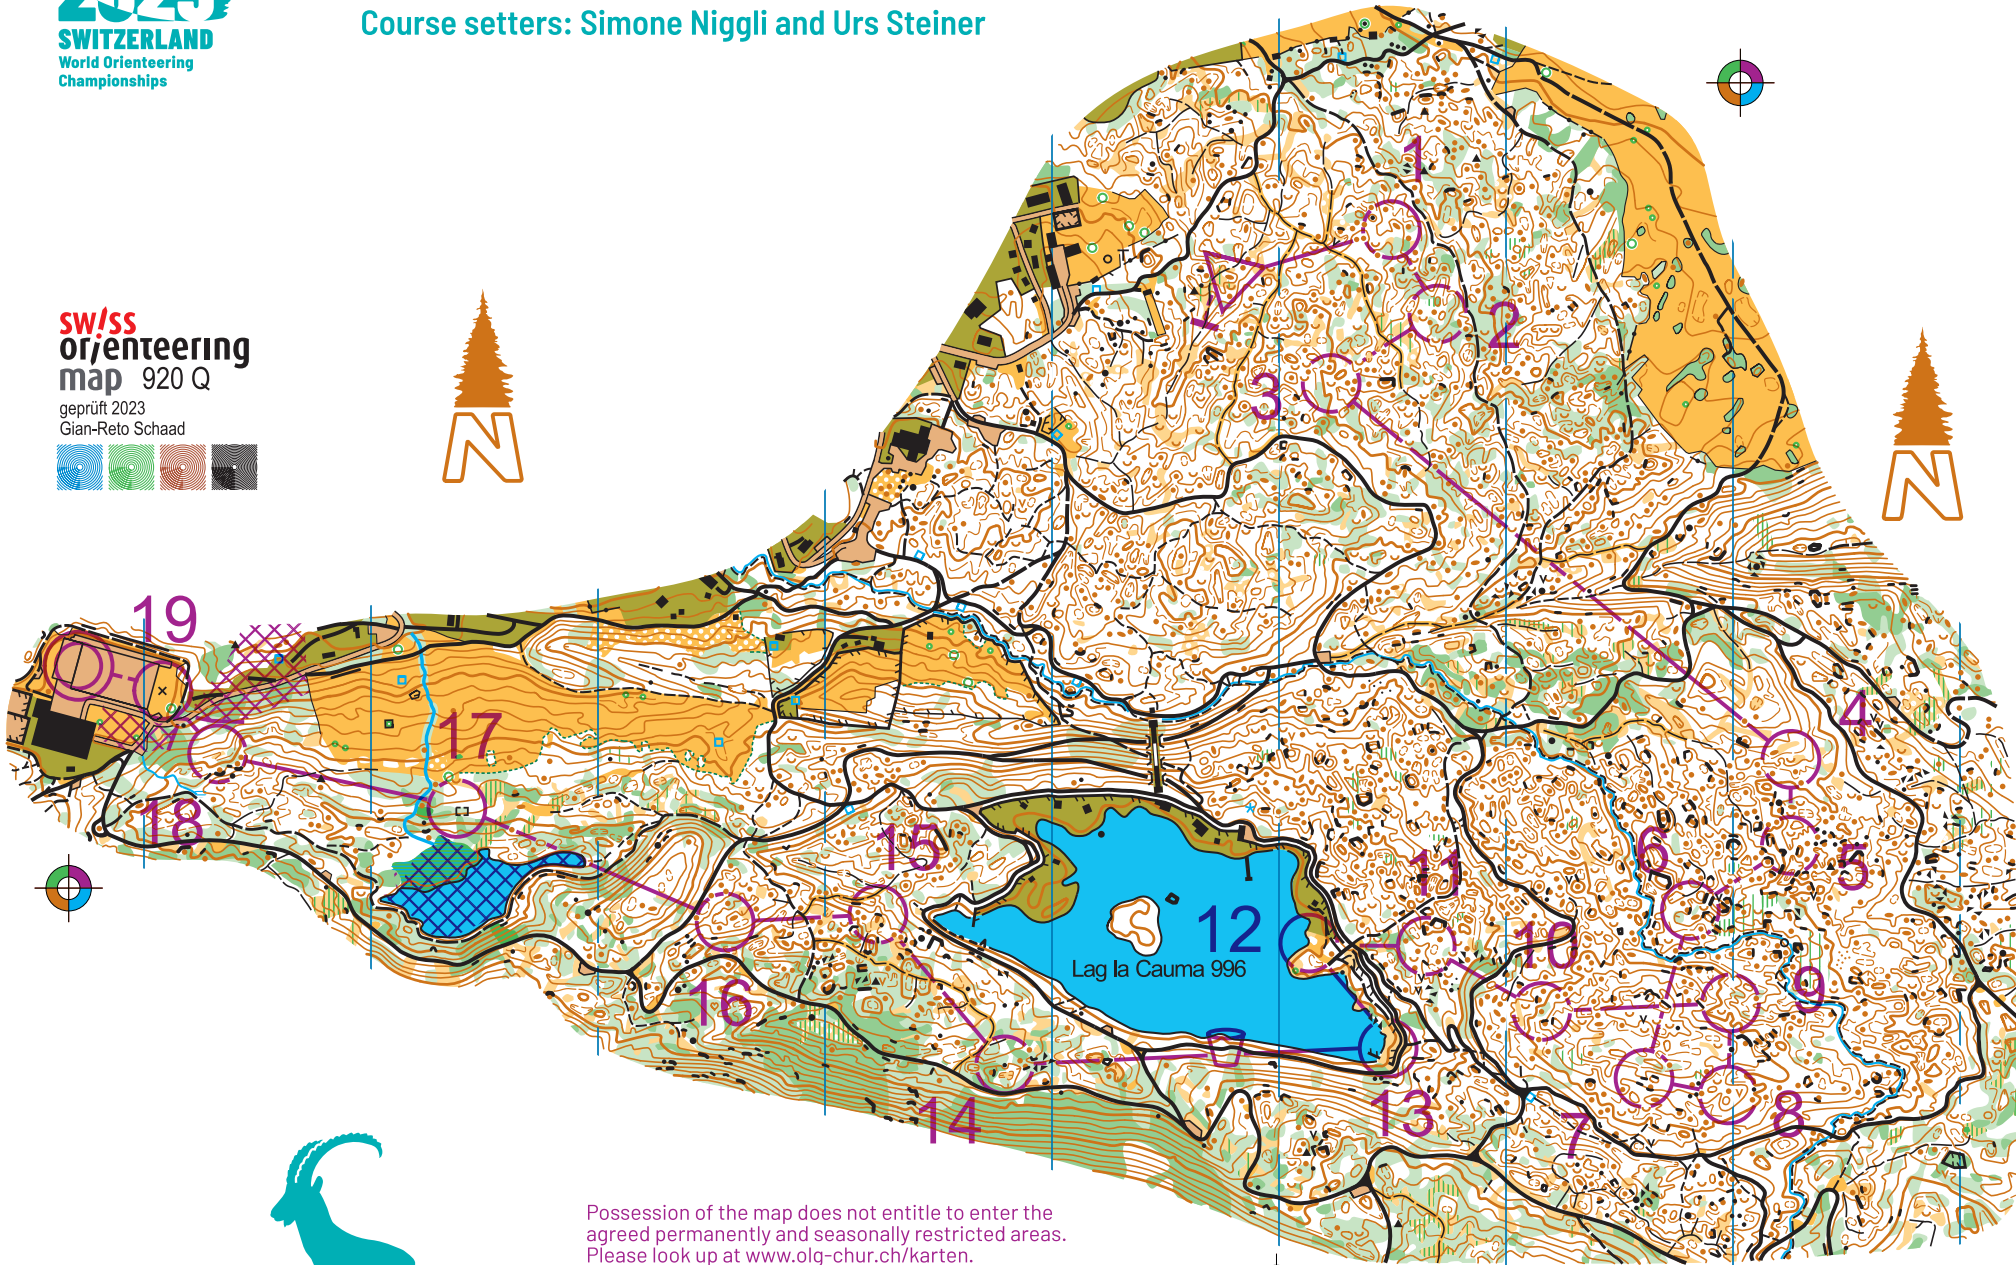 2023
SWITZERLAND
World Orienteering
Championships
Course setters: Simone Niggli and Urs Steiner
sw/ss
orienteering
map 920 Q
geprüft 2023
Gian-Reto Schaad
N
N
1
2
3
19
4
17
18
15
11
6
5
12
10
Lag la Cauma 996
16
9
14
13
7
8
Possession of the map does not entitle to enter the
agreed permanently and seasonally restricted areas.
Please look up at www.olg-chur.ch/karten.